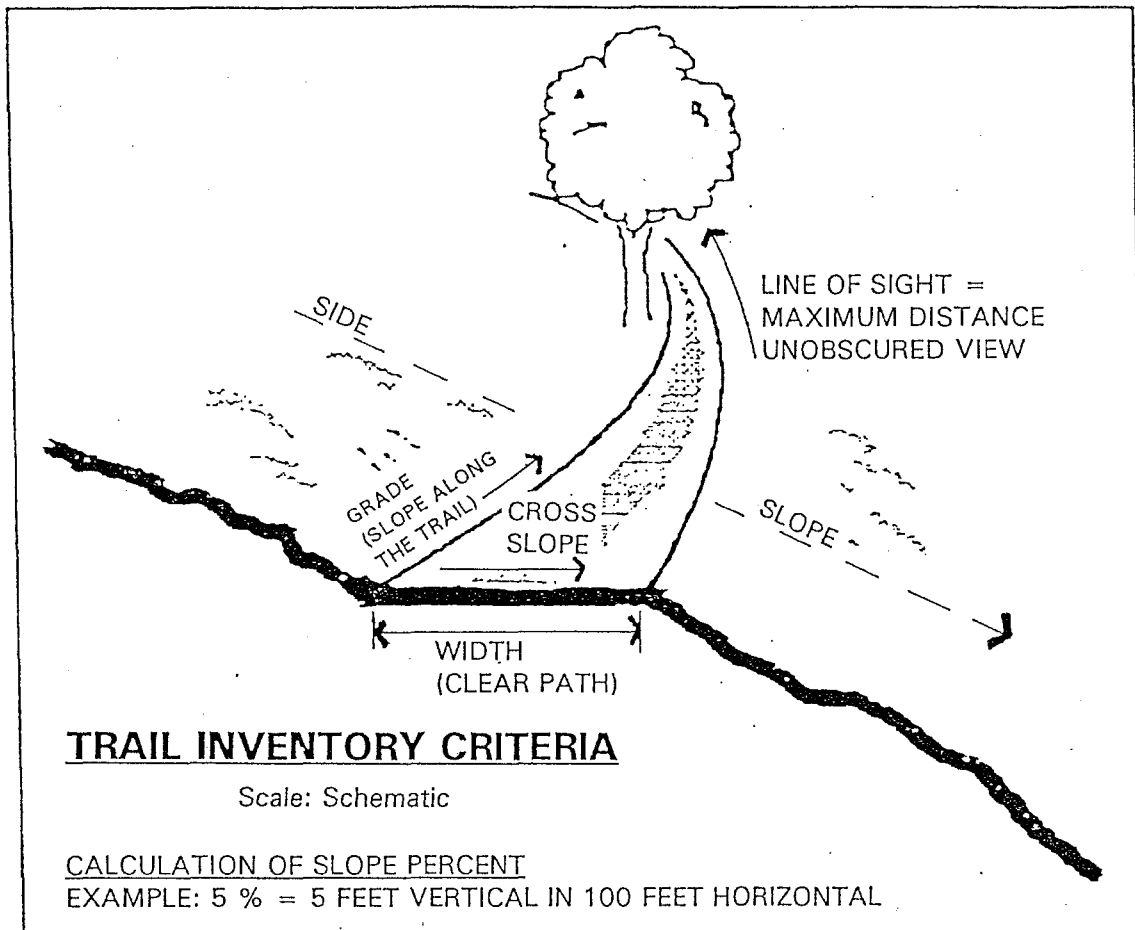 LINE OF SIGHT =
MAXIMUM DISTANCE
UNOBSCURED VIEW
SIDE
SLOPE
GRADE
(SLOPE ALONG
THE TRAIL)
CROSS
SLOPE
WIDTH
(CLEAR PATH)
TRAIL INVENTORY CRITERIA
Scale: Schematic
CALCULATION OF SLOPE PERCENT
EXAMPLE: 5 % = 5 FEET VERTICAL IN 100 FEET HORIZONTAL